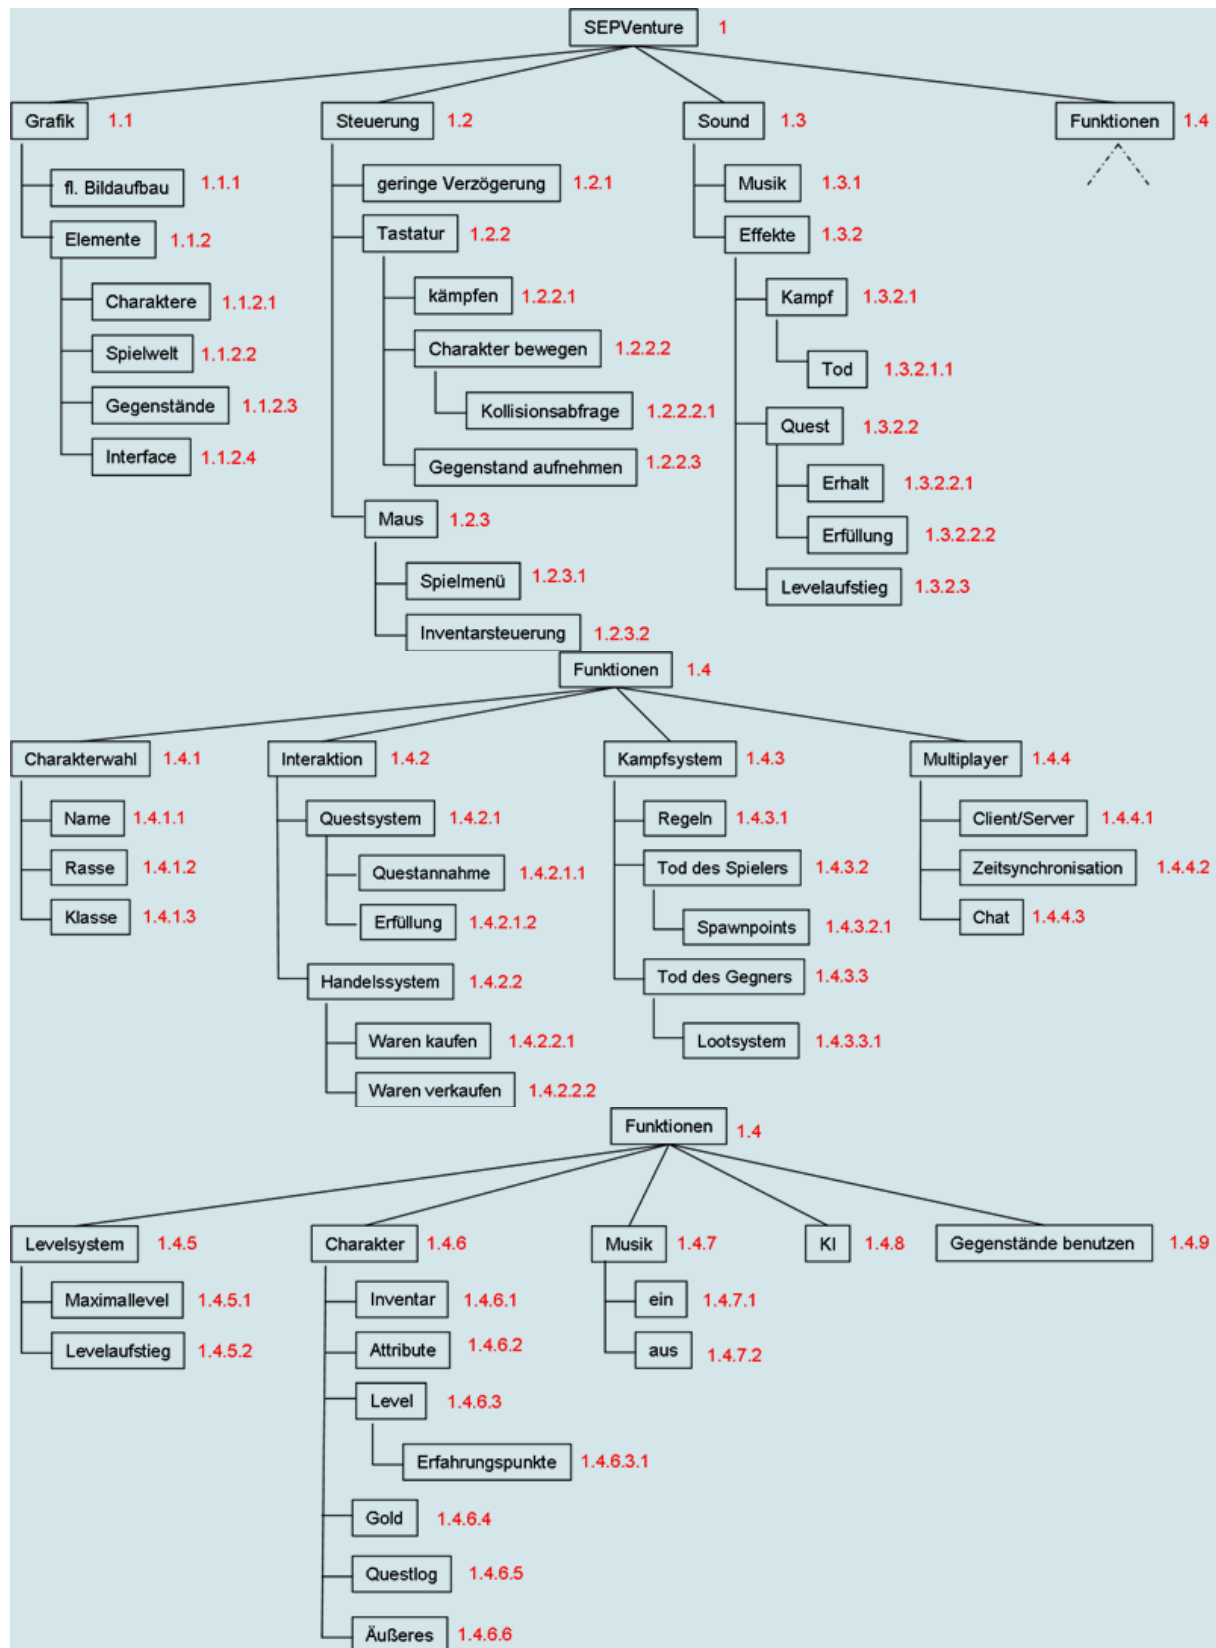 SEPVenture 1
Grafik 1.1
Steuerung 1.2
Sound 1.3
Funktionen 1.4
fl. Bildaufbau 1.1.1
Elemente 1.1.2
Charaktere 1.1.2.1
Spielwelt 1.1.2.2
Gegenstände 1.1.2.3
Interface 1.1.2.4
geringe Verzögerung 1.2.1
Tastatur 1.2.2
kämpfen 1.2.2.1
Charakter bewegen 1.2.2.2
Kollisionsabfrage 1.2.2.2.1
Gegenstand aufnehmen 1.2.2.3
Maus 1.2.3
Spielmenü 1.2.3.1
Inventarsteuerung 1.2.3.2
Musik 1.3.1
Effekte 1.3.2
Kampf 1.3.2.1
Tod 1.3.2.1.1
Quest 1.3.2.2
Erhalt 1.3.2.2.1
Erfüllung 1.3.2.2.2
Levelaufstieg 1.3.2.3
Funktionen 1.4
Charakterwahl 1.4.1
Interaktion 1.4.2
Kampfsystem 1.4.3
Multiplayer 1.4.4
Name 1.4.1.1
Rasse 1.4.1.2
Klasse 1.4.1.3
Questsystem 1.4.2.1
Questannahme 1.4.2.1.1
Erfüllung 1.4.2.1.2
Handelssystem 1.4.2.2
Waren kaufen 1.4.2.2.1
Waren verkaufen 1.4.2.2.2
Regeln 1.4.3.1
Tod des Spielers 1.4.3.2
Spawnpoints 1.4.3.2.1
Tod des Gegners 1.4.3.3
Lootsystem 1.4.3.3.1
Client/Server 1.4.4.1
Zeitsynchronisation 1.4.4.2
Chat 1.4.4.3
Funktionen 1.4
Levelsystem 1.4.5
Charakter 1.4.6
Musik 1.4.7
KI 1.4.8
Gegenstände benutzen 1.4.9
Maximallevel 1.4.5.1
Levelaufstieg 1.4.5.2
Inventar 1.4.6.1
Attribute 1.4.6.2
Level 1.4.6.3
Erfahrungspunkte 1.4.6.3.1
Gold 1.4.6.4
Questlog 1.4.6.5
Äußeres 1.4.6.6
ein 1.4.7.1
aus 1.4.7.2